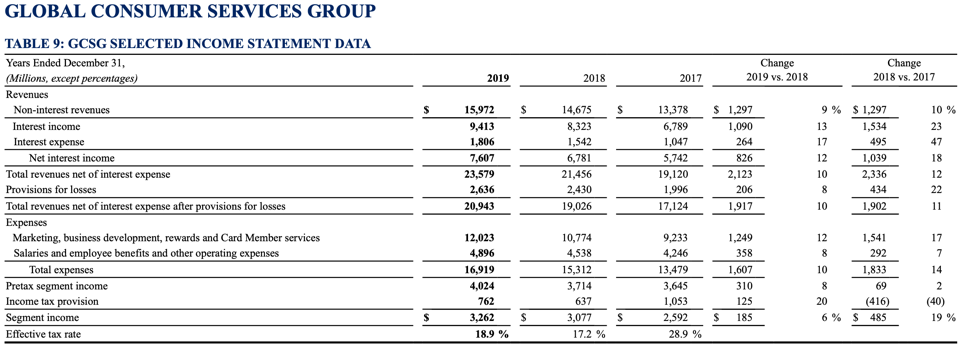 GLOBAL CONSUMER SERVICES GROUP
TABLE 9: GCSG SELECTED INCOME STATEMENT DATA
Years Ended December 31, Change Change
(Millions, except percentages) 2019 2018 2017 2019 vs. 2018 2018 vs. 2017
Revenues
Non-interest revenues $ 15,972 $ 14,675 $ 13,378 $ 1,297 9 % $ 1,297 10 %
Interest income 9,413 8,323 6,789 1,090 13 1,534 23
Interest expense 1,806 1,542 1,047 264 17 495 47
Net interest income 7,607 6,781 5,742 826 12 1,039 18
Total revenues net of interest expense 23,579 21,456 19,120 2,123 10 2,336 12
Provisions for losses 2,636 2,430 1,996 206 8 434 22
Total revenues net of interest expense after provisions for losses 20,943 19,026 17,124 1,917 10 1,902 11
Expenses
Marketing, business development, rewards and Card Member services 12,023 10,774 9,233 1,249 12 1,541 17
Salaries and employee benefits and other operating expenses 4,896 4,538 4,246 358 8 292 7
Total expenses 16,919 15,312 13,479 1,607 10 1,833 14
Pretax segment income 4,024 3,714 3,645 310 8 69 2
Income tax provision 762 637 1,053 125 20 (416) (40)
Segment income $ 3,262 $ 3,077 $ 2,592 $ 185 6 % $ 485 19 %
Effective tax rate 18.9 % 17.2 % 28.9 %